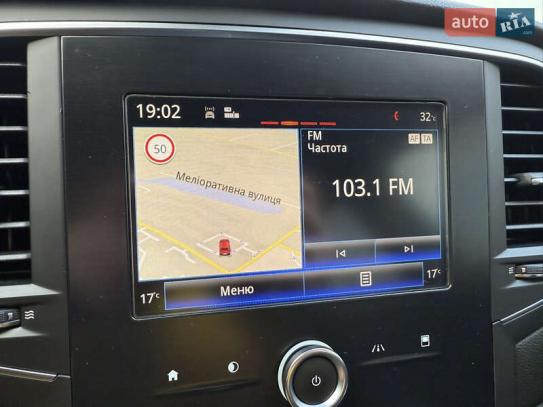 auto RIA
19:02
32°c
50
Меліоративна вулиця
FM
AF TA
Частота
103.1 FM
17°c
Меню
17°c